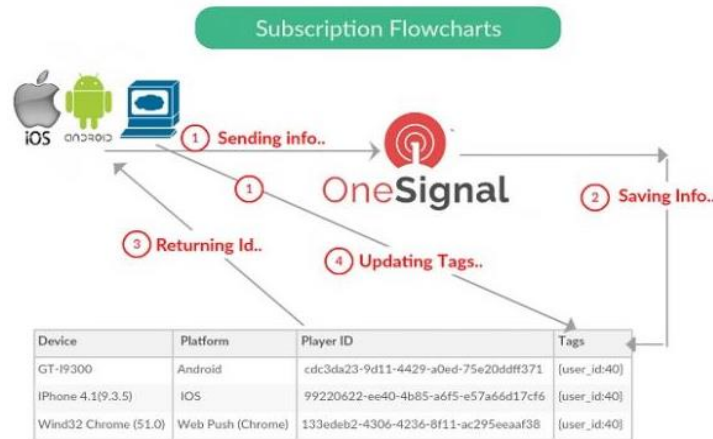 Subscription Flowcharts
iOS
ANDROID
1 Sending info..
OneSignal
1
2 Saving Info..
3 Returning Id..
4 Updating Tags..
Device Platform Player ID Tags
GT-I9300 Android cdc3da23-9d11-4429-a0ed-75e20ddff371 {user_id:40}
IPhone 4.1(9.3.5) IOS 99220622-ee40-4b85-a6f5-e57a66d17cf6 {user_id:40}
Wind32 Chrome (51.0) Web Push (Chrome) 133edeb2-4306-4236-8f11-ac295eeaaf38 {user_id:40}